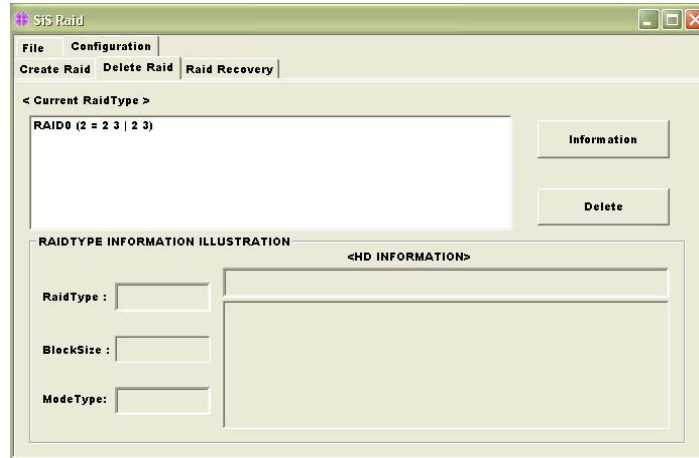 SiS Raid
File Configuration
Create Raid Delete Raid Raid Recovery
< Current RaidType >
RAID0 (2 = 2 3 | 2 3)
Information
Delete
RAIDTYPE INFORMATION ILLUSTRATION
<HD INFORMATION>
RaidType :
BlockSize :
ModeType: